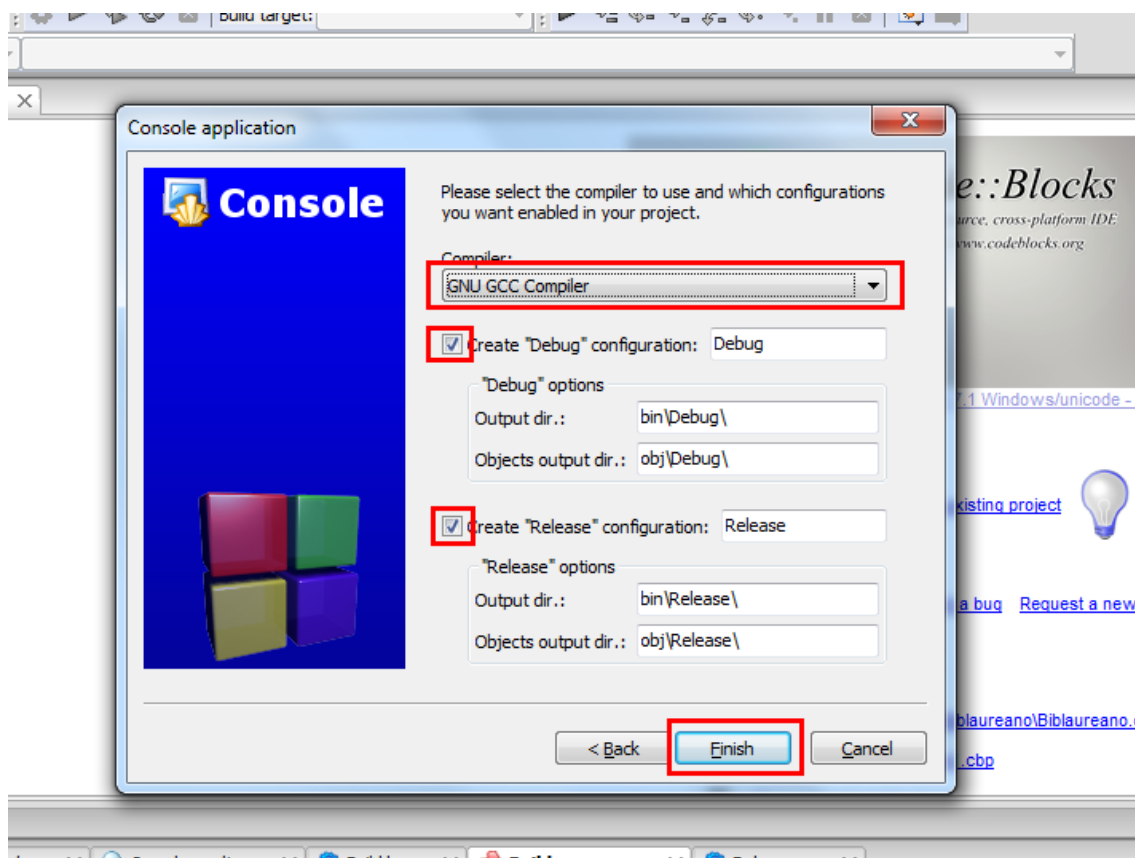 Build target:
Console application
Console
Please select the compiler to use and which configurations
you want enabled in your project.
Compiler:
GNU GCC Compiler
Create "Debug" configuration: Debug
"Debug" options
Output dir.: bin\Debug\
Objects output dir.: obj\Debug\
Create "Release" configuration: Release
"Release" options
Output dir.: bin\Release\
Objects output dir.: obj\Release\
< Back Finish Cancel
e::Blocks
urce, cross-platform IDE
www.codeblocks.org
7.1 Windows/unicode -
xisting project
a bug Request a new
blaureano\Biblaureano.
.cbp